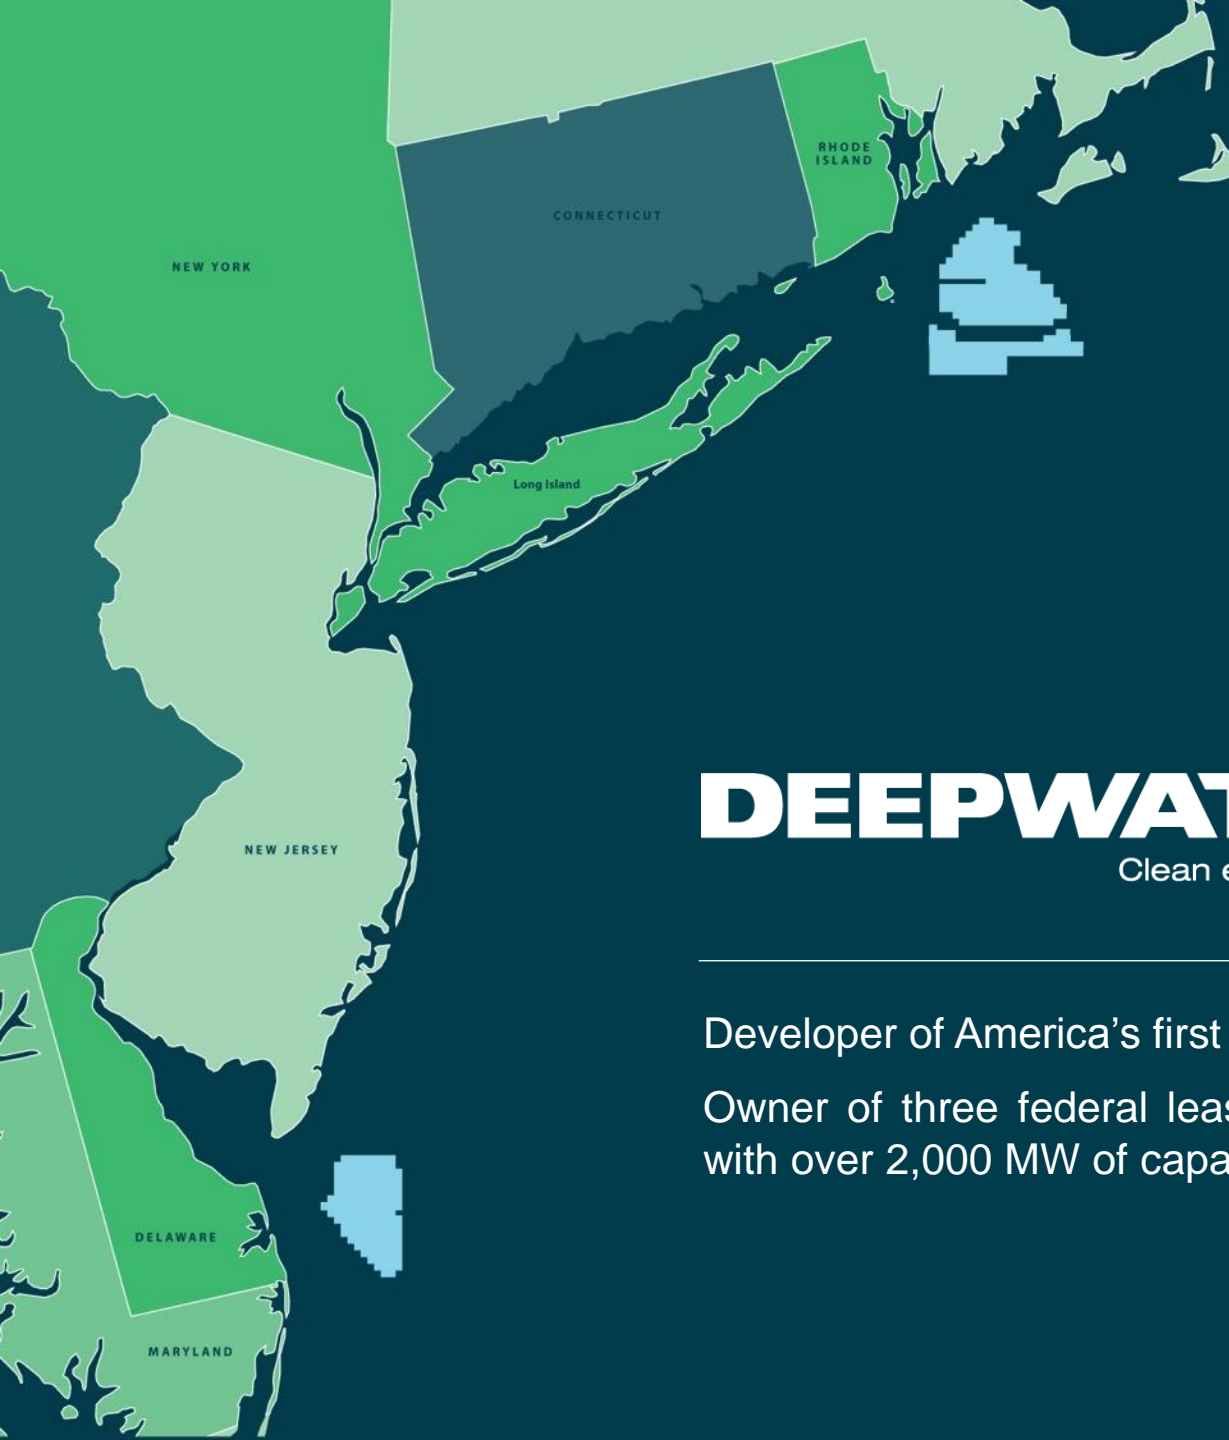 RHODE
ISLAND
CONNECTICUT
NEW YORK
Long Island
DEEPWAT
Clean e
NEW JERSEY
Developer of America’s first
Owner of three federal leas
with over 2,000 MW of capa
DELAWARE
MARYLAND